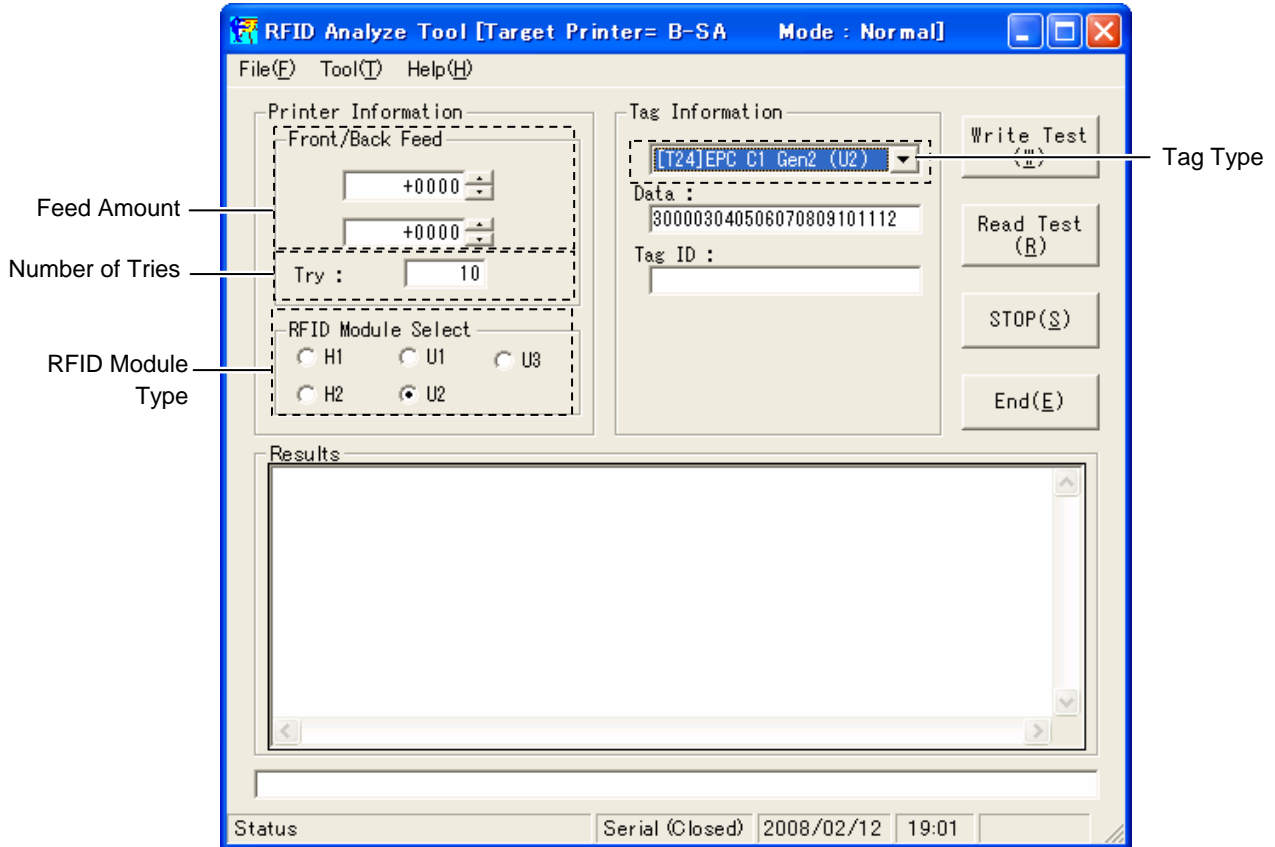 RFID Analyze Tool [Target Printer= B-SA Mode : Normal]
File(F) Tool(T) Help(H)
Printer Information
Front/Back Feed
+0000
+0000
Try : 10
RFID Module Select
H1 U1 U3
H2 U2
Tag Information
[T24]EPC C1 Gen2 (U2)
Data :
300003040506070809101112
Tag ID :
Write Test
(W)
Read Test
(R)
STOP(S)
End(E)
Feed Amount
Number of Tries
RFID Module
Type
Tag Type
Results
Status
Serial (Closed) 2008/02/12 19:01